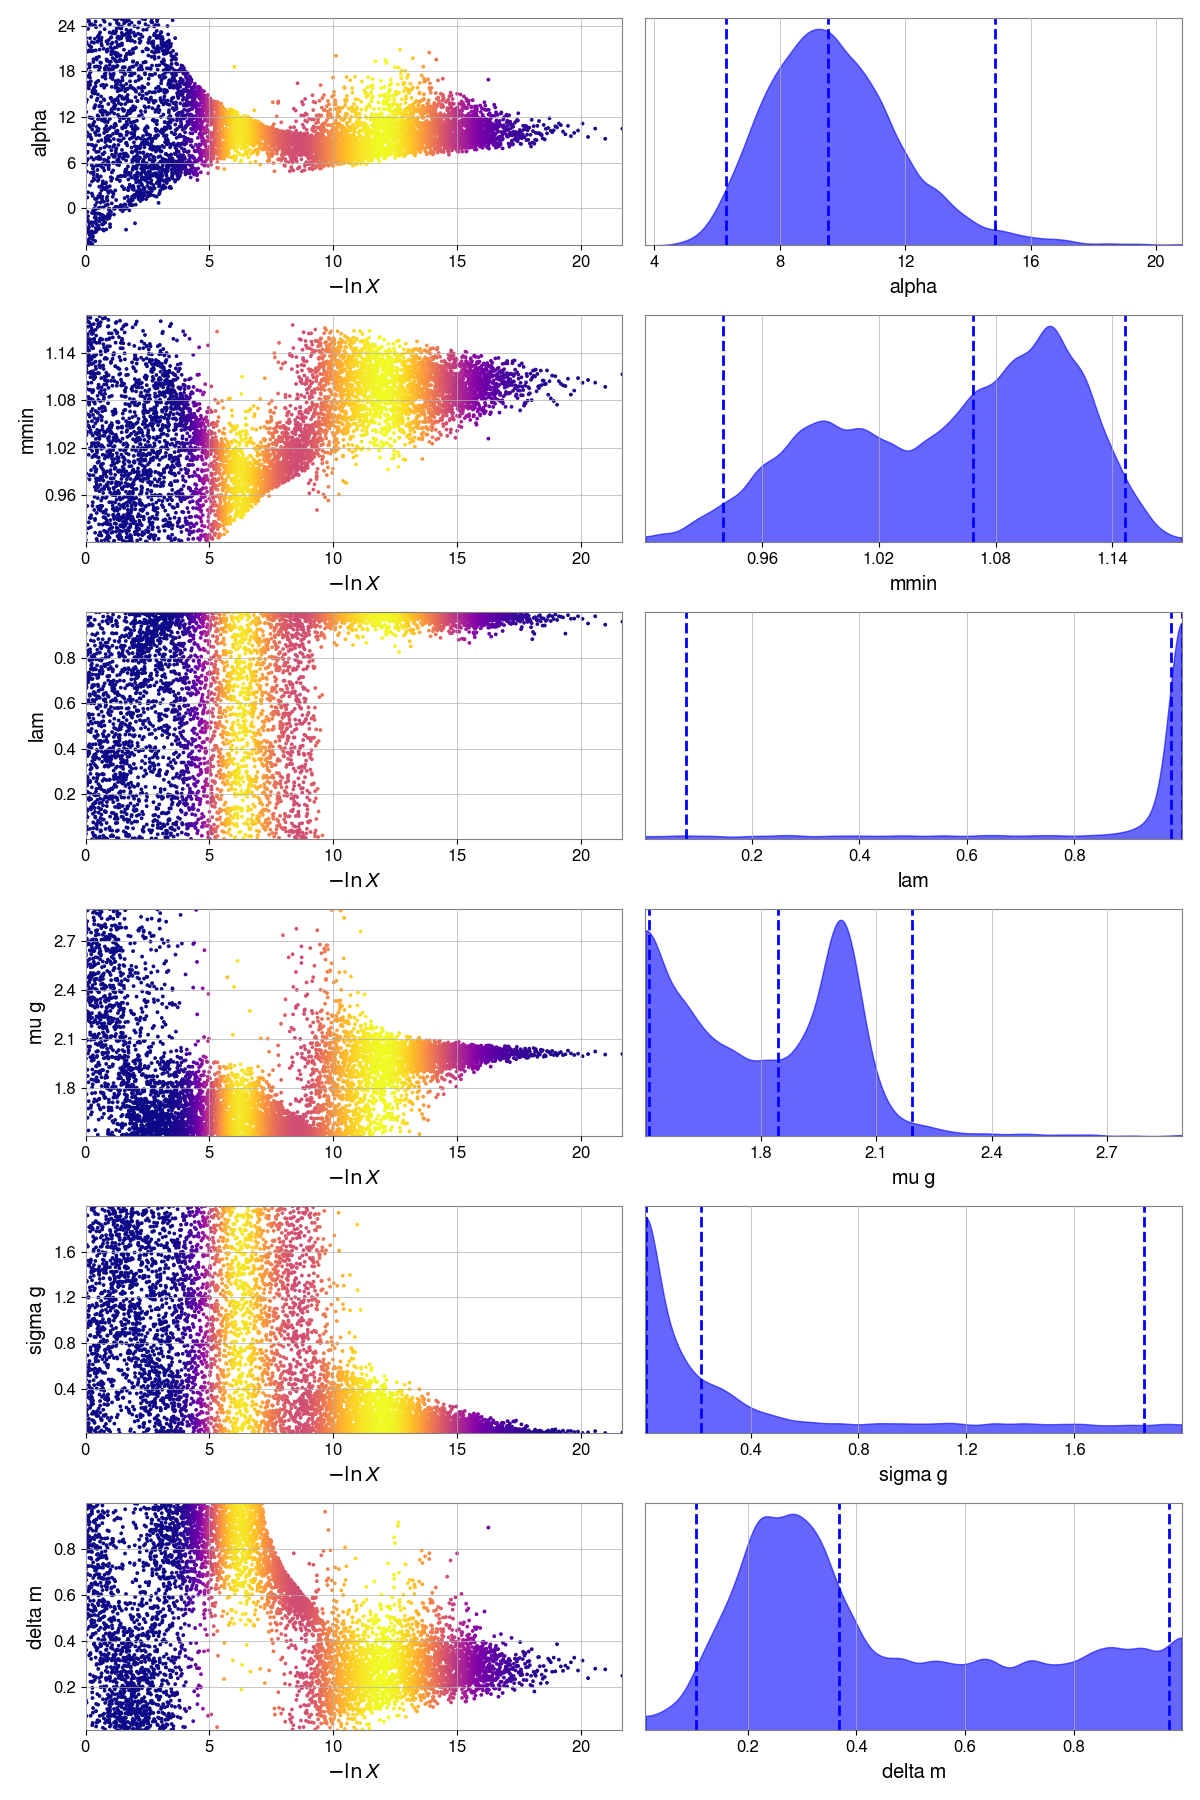 24
18
12
6
0
alpha
0 5 10 15 20
−ln X
4 8 12 16 20
alpha
1.14
1.08
1.02
0.96
mmin
0 5 10 15 20
−ln X
0.96 1.02 1.08 1.14
mmin
0.8
0.6
0.4
0.2
lam
0 5 10 15 20
−ln X
0.2 0.4 0.6 0.8
lam
2.7
2.4
2.1
1.8
mu g
0 5 10 15 20
−ln X
1.8 2.1 2.4 2.7
mu g
1.6
1.2
0.8
0.4
sigma g
0 5 10 15 20
−ln X
0.4 0.8 1.2 1.6
sigma g
0.8
0.6
0.4
0.2
delta m
0 5 10 15 20
−ln X
0.2 0.4 0.6 0.8
delta m